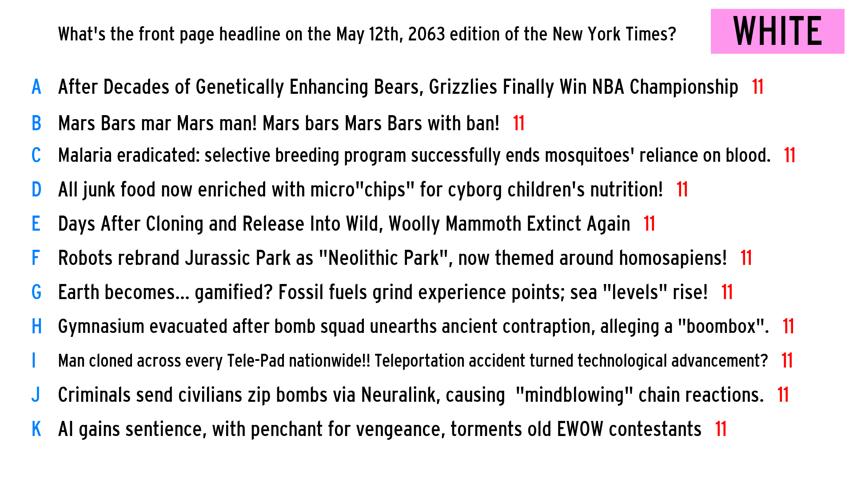 What's the front page headline on the May 12th, 2063 edition of the New York Times?
WHITE
A After Decades of Genetically Enhancing Bears, Grizzlies Finally Win NBA Championship 11
B Mars Bars mar Mars man! Mars bars Mars Bars with ban! 11
C Malaria eradicated: selective breeding program successfully ends mosquitoes' reliance on blood. 11
D All junk food now enriched with micro"chips" for cyborg children's nutrition! 11
E Days After Cloning and Release Into Wild, Woolly Mammoth Extinct Again 11
F Robots rebrand Jurassic Park as "Neolithic Park", now themed around homosapiens! 11
G Earth becomes... gamified? Fossil fuels grind experience points; sea "levels" rise! 11
H Gymnasium evacuated after bomb squad unearths ancient contraption, alleging a "boombox". 11
I Man cloned across every Tele-Pad nationwide!! Teleportation accident turned technological advancement? 11
J Criminals send civilians zip bombs via Neuralink, causing  "mindblowing" chain reactions. 11
K AI gains sentience, with penchant for vengeance, torments old EWOW contestants 11